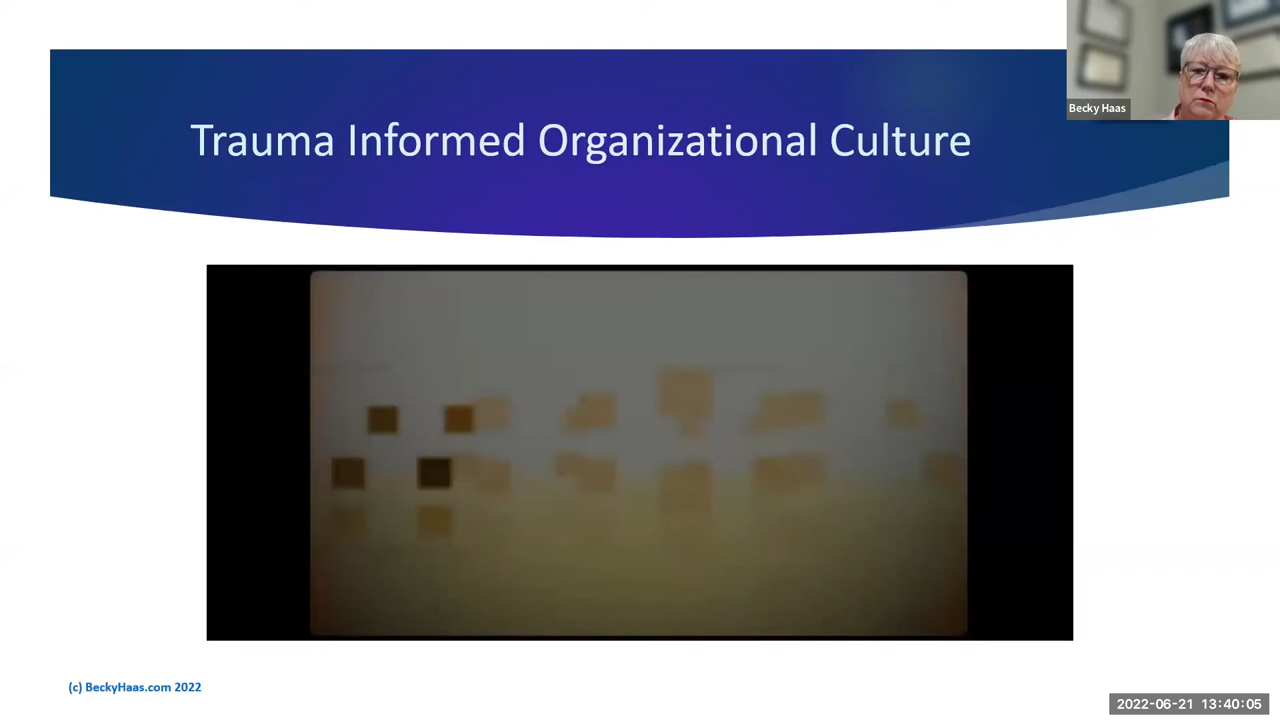 Trauma Informed Organizational Culture
Becky Haas
(c) BeckyHaas.com 2022
2022-06-21 13:40:05